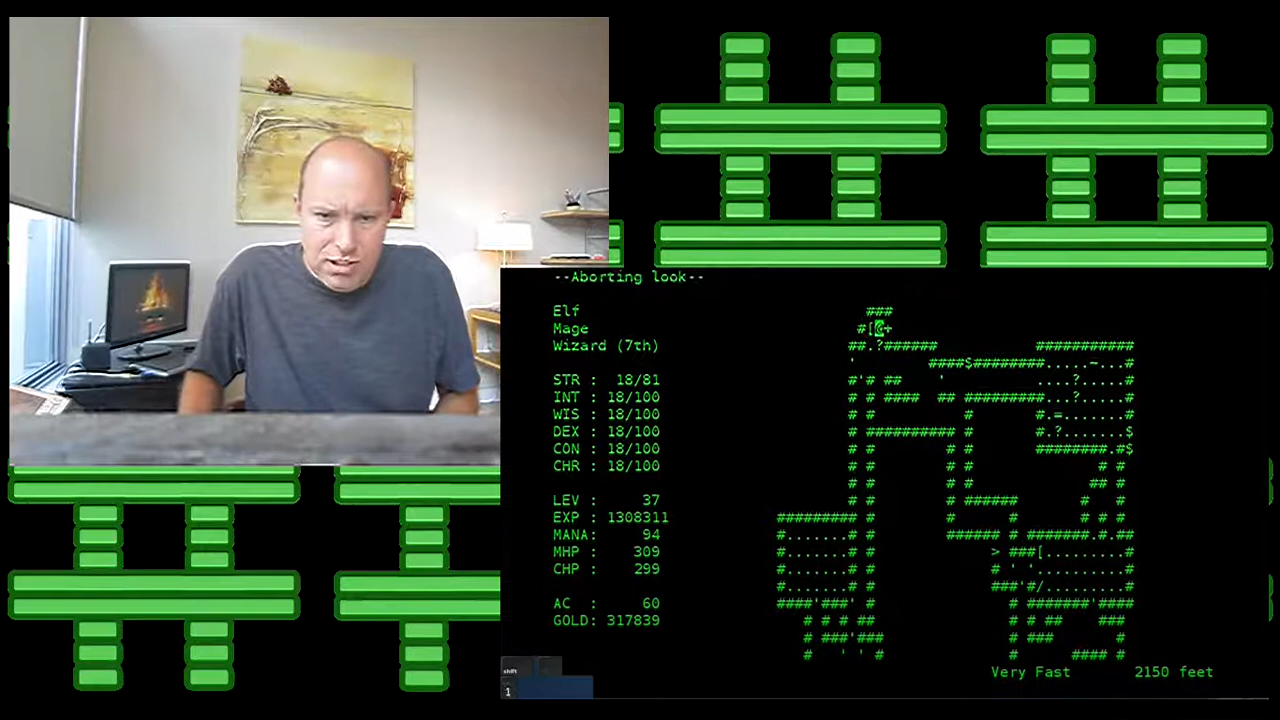 --Aborting look--
Elf
Mage
Wizard (7th)
STR : 18/81
INT : 18/100
WIS : 18/100
DEX : 18/100
CON : 18/100
CHR : 18/100
LEV : 37
EXP : 1308311
MANA: 94
MHP : 309
CHP : 299
AC : 60
GOLD: 317839
Very Fast 2150 feet
shift
1